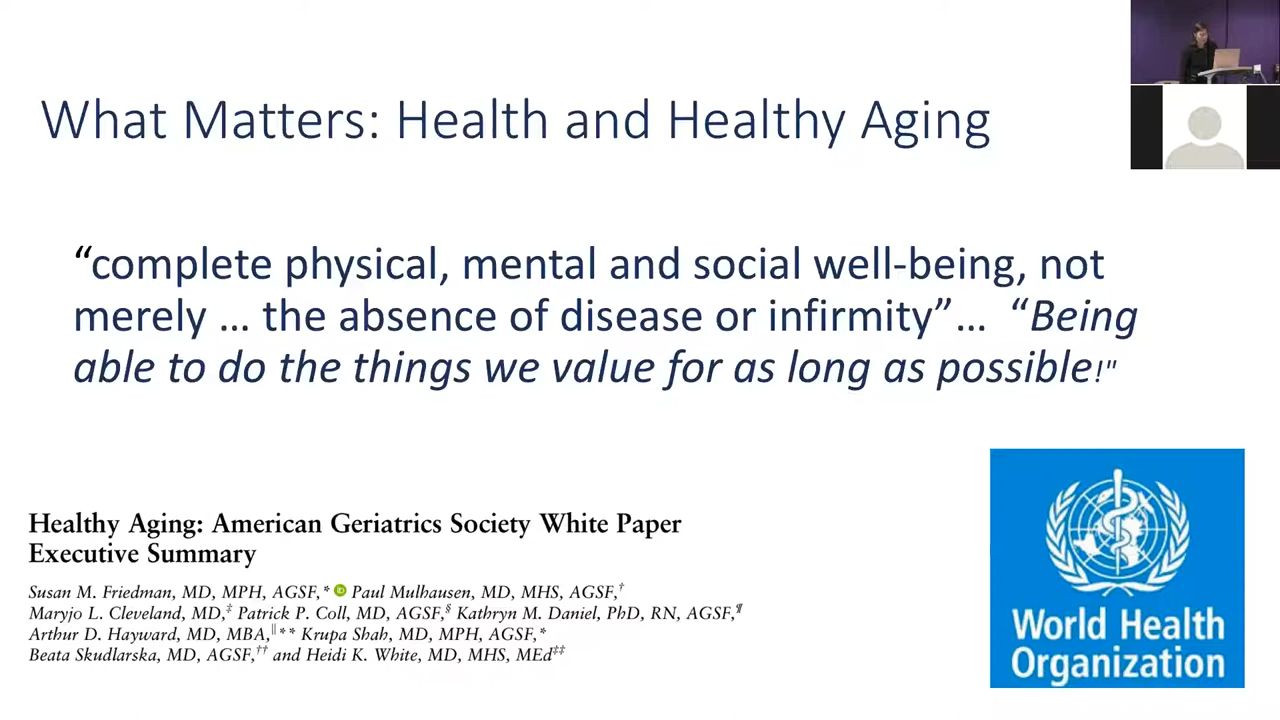 What Matters: Health and Healthy Aging
“complete physical, mental and social well-being, not
merely ... the absence of disease or infirmity”... “Being
able to do the things we value for as long as possible!"
Healthy Aging: American Geriatrics Society White Paper
Executive Summary
Susan M. Friedman, MD, MPH, AGSF,* iD Paul Mulhausen, MD, MHS, AGSF,†
Maryjo L. Cleveland, MD,‡ Patrick P. Coll, MD, AGSF,§ Kathryn M. Daniel, PhD, RN, AGSF,¶
Arthur D. Hayward, MD, MBA,‖** Krupa Shah, MD, MPH, AGSF,*
Beata Skudlarska, MD, AGSF,†† and Heidi K. White, MD, MHS, MEd‡‡
World Health
Organization